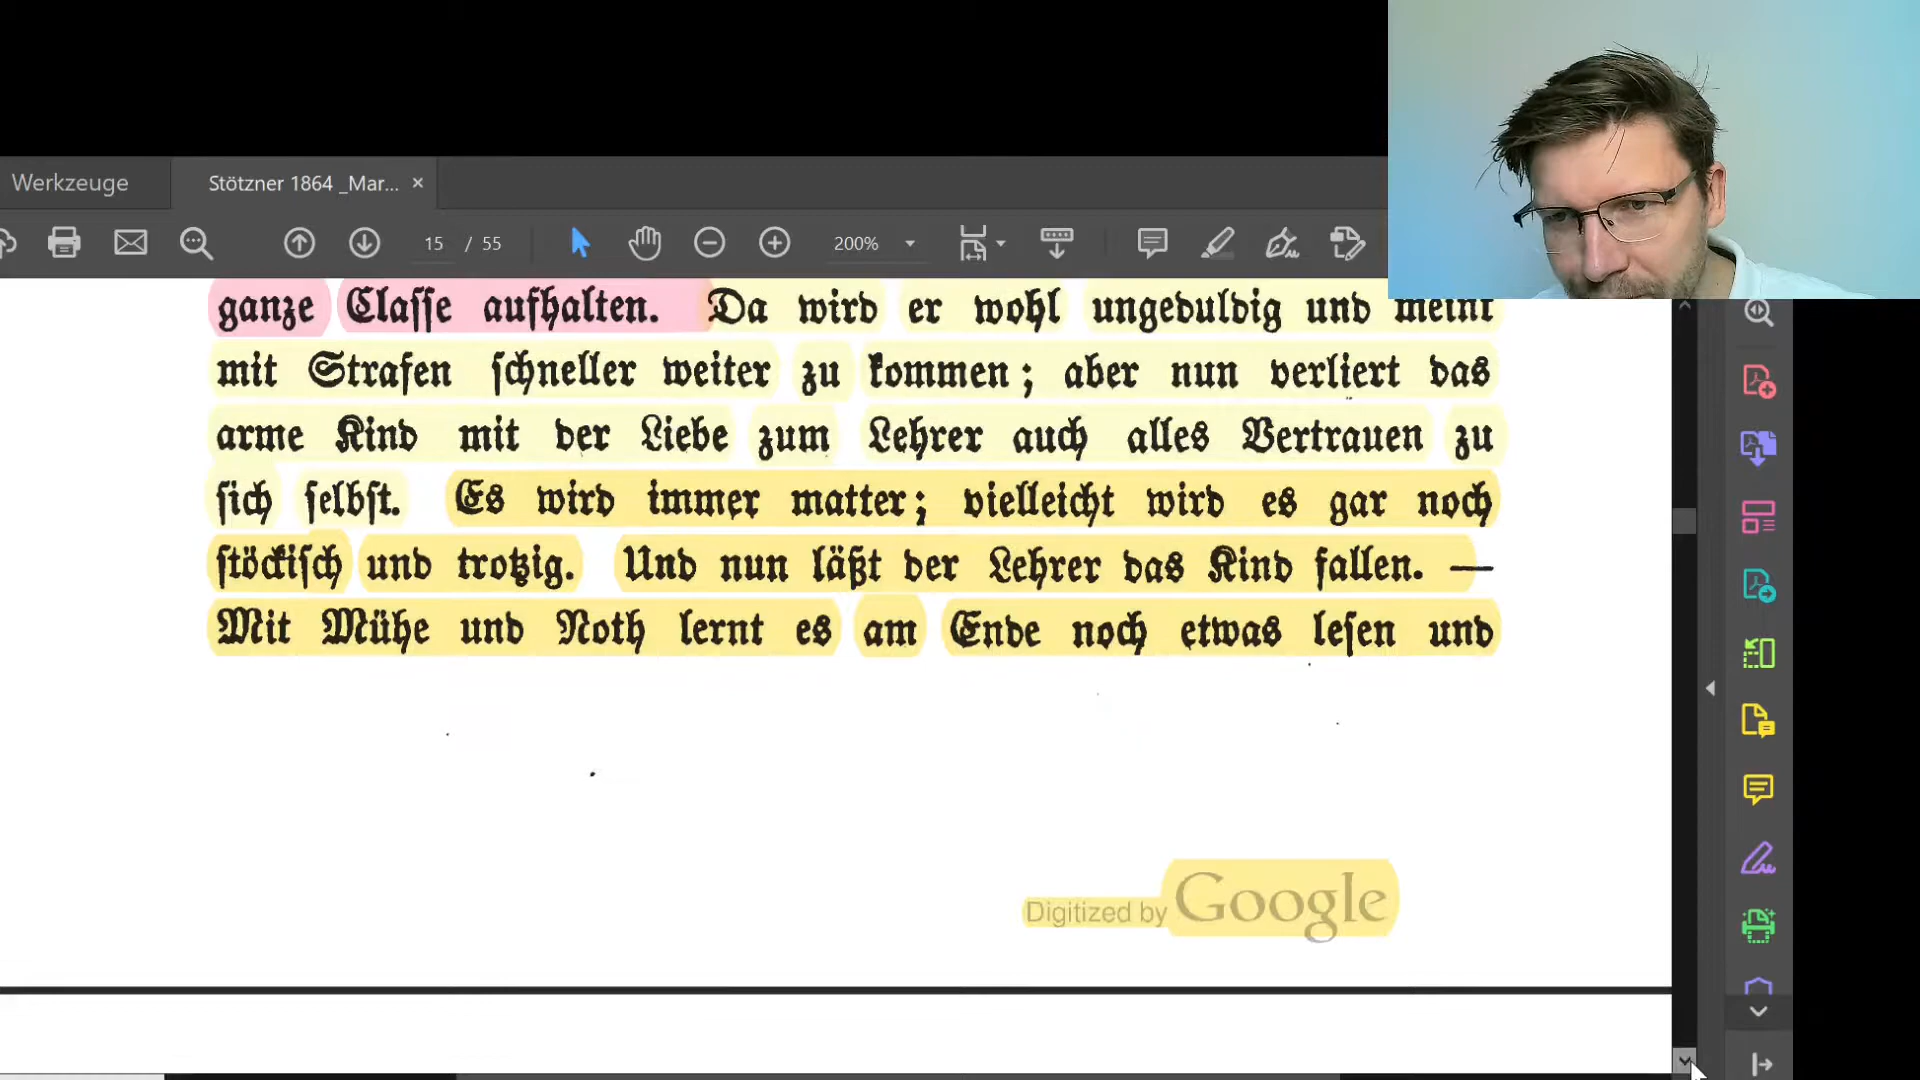 Werkzeuge
Stötzner 1864 _Mar... ×
15 / 55
200%
ganze Claſſe aufhalten. Da wird er wohl ungeduldig und meint
mit Strafen ſchneller weiter zu kommen; aber nun verliert das
arme Kind mit der Liebe zum Lehrer auch alles Vertrauen zu
ſich ſelbſt. Es wird immer matter; vielleicht wird es gar noch
ſtöckiſch und trotzig. Und nun läßt der Lehrer das Kind fallen. —
Mit Mühe und Noth lernt es am Ende noch etwas leſen und
Digitized by Google